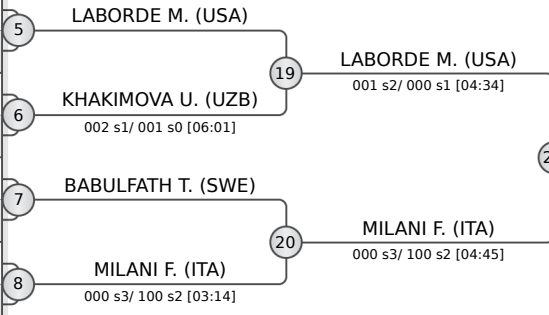 LABORDE M. (USA)
5
19
LABORDE M. (USA)
001 s2/ 000 s1 [04:34]
KHAKIMOVA U. (UZB)
6
002 s1/ 001 s0 [06:01]
BABULFATH T. (SWE)
7
20
MILANI F. (ITA)
000 s3/ 100 s2 [04:45]
MILANI F. (ITA)
8
000 s3/ 100 s2 [03:14]